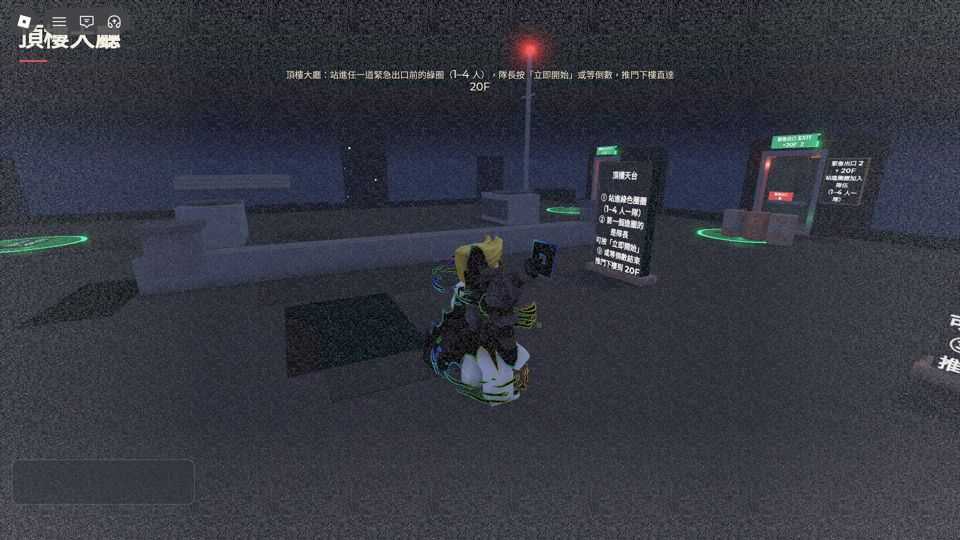 頂樓大廳
頂樓大廳：站進任一道緊急出口前的綠圈（1–4 人），隊長按「立即開始」或等倒數，推門下樓直達
20F
頂樓天台
① 站進綠色圈圈
（1–4 人一隊）
② 第一個進圈的
是隊長
可按「立即開始」
③ 或等倒數結束
推門下樓到 20F
緊急出口 EXIT
緊急出口 2
▼ 20F
站進圈圈加入
隊伍
（1–4 人一
隊）
可
③
推